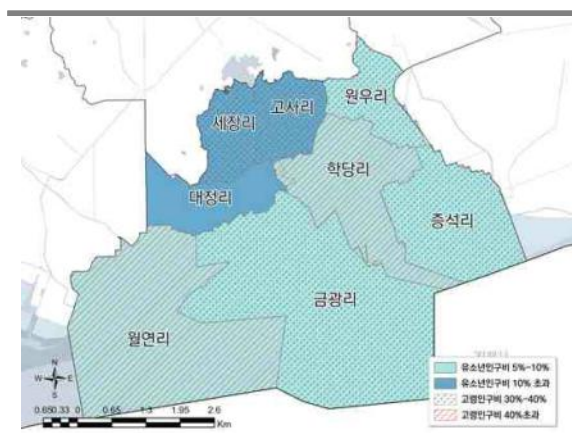 원우리
고사리
세장리
학당리
대정리
증석리
금광리
월연리
N
W E
S
0.650.33 0 0.65 1.3 1.95 2.6
Km
유소년인구비 5%-10%
유소년인구비 10% 초과
고령인구비 30%-40%
고령인구비 40%초과